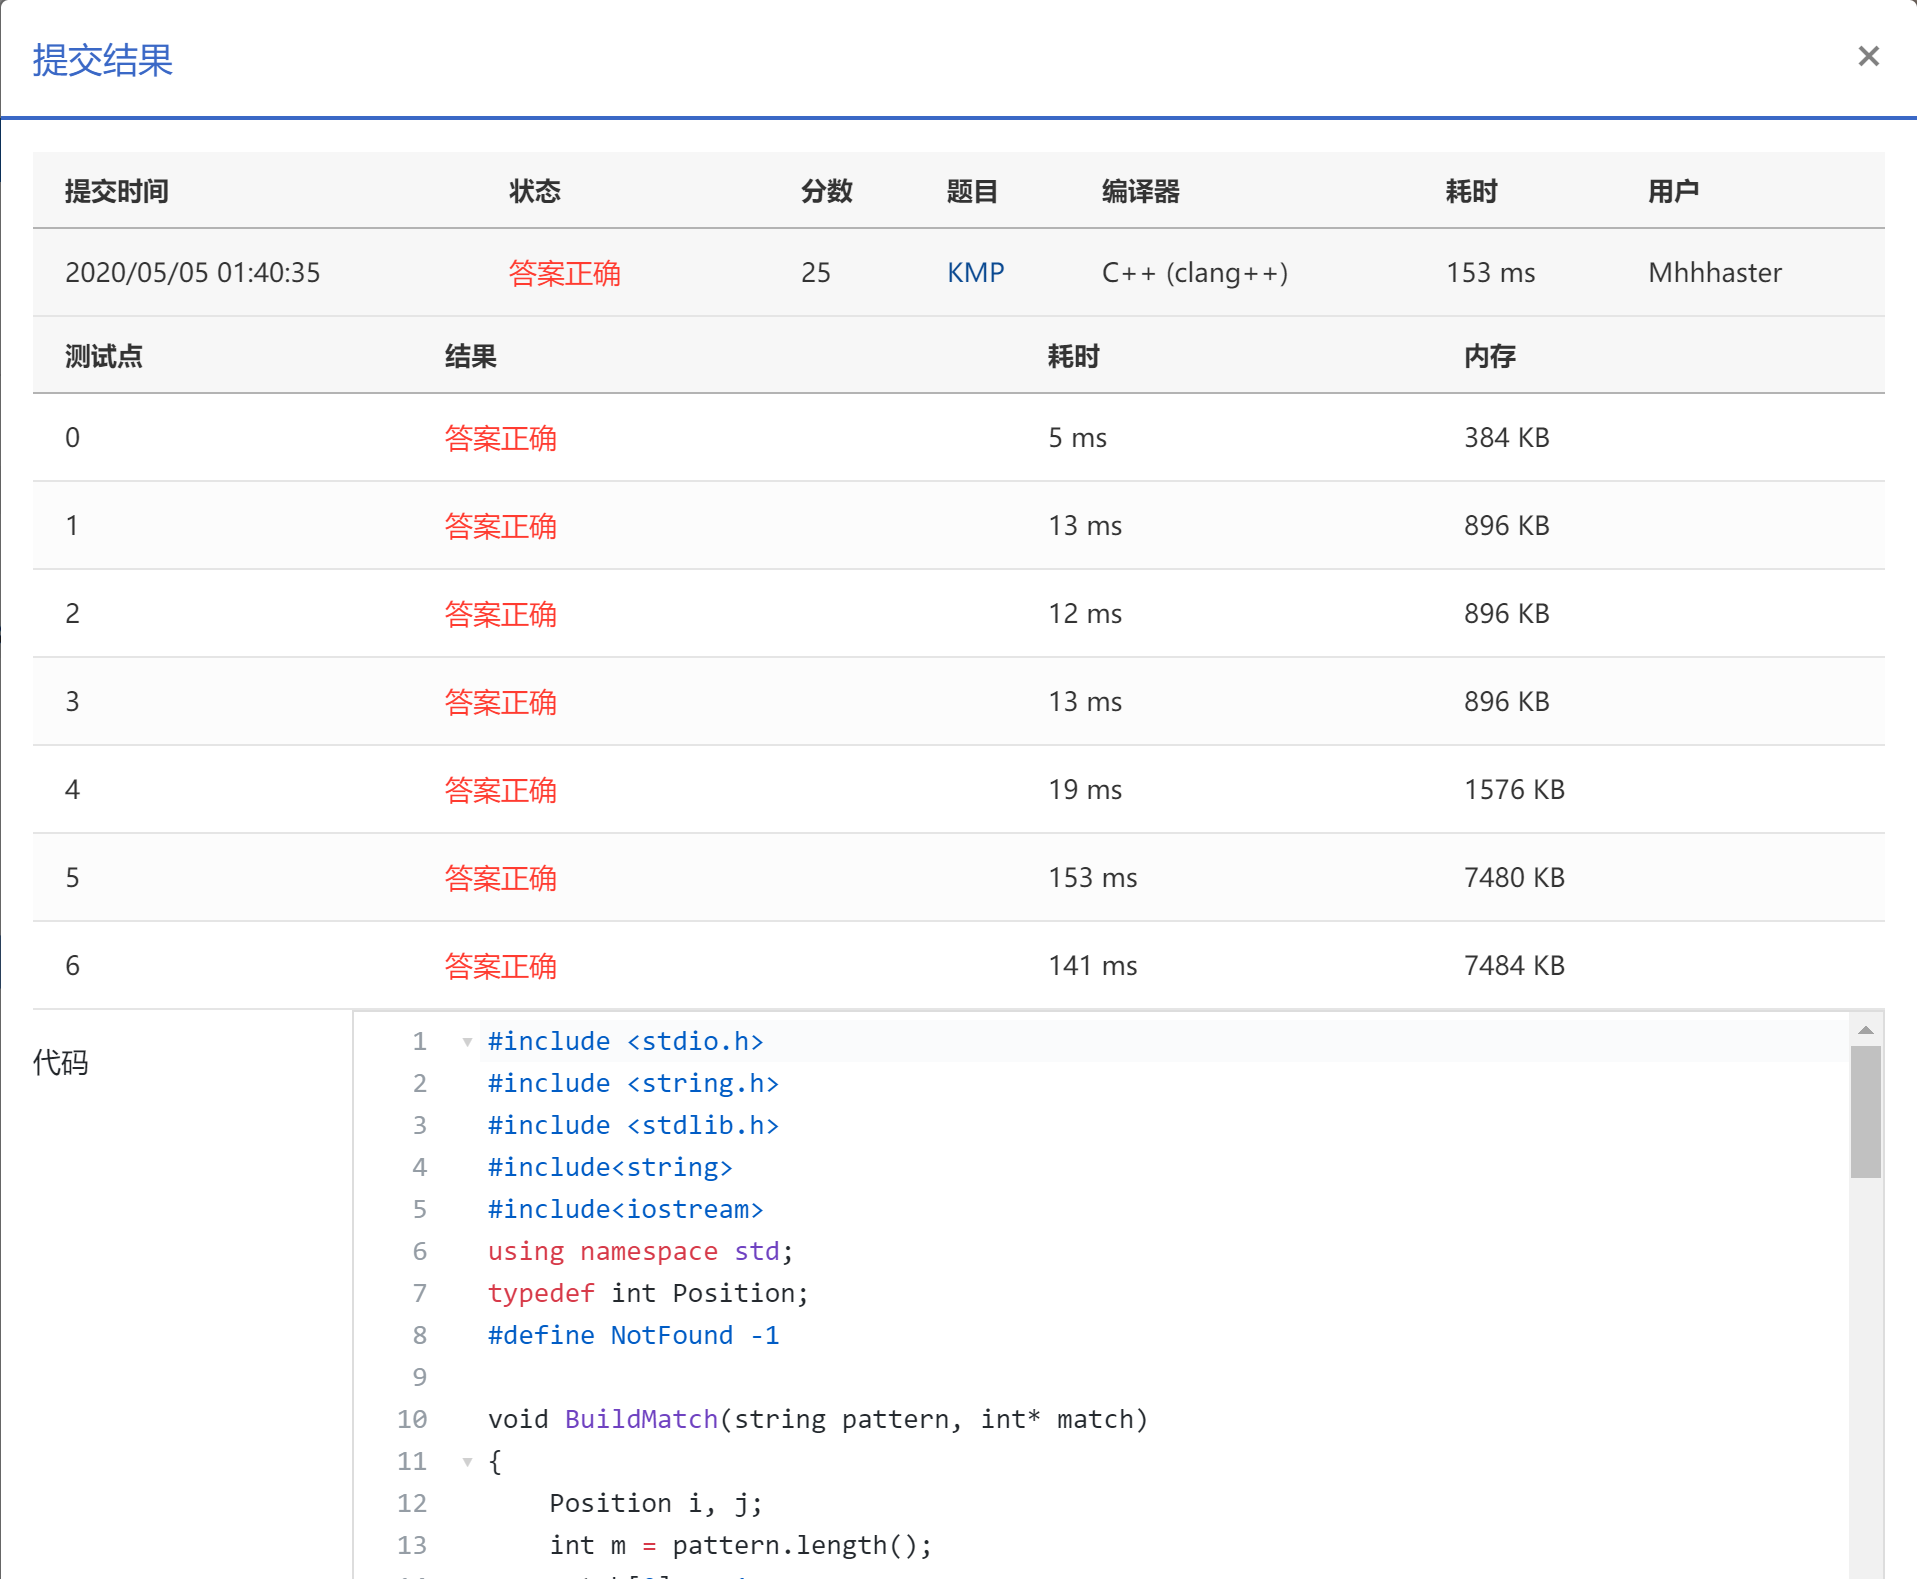 提交结果
×
提交时间 状态 分数 题目 编译器 耗时 用户
2020/05/05 01:40:35 答案正确 25 KMP C++ (clang++) 153 ms Mhhhaster
测试点 结果 耗时 内存
0 答案正确 5 ms 384 KB
1 答案正确 13 ms 896 KB
2 答案正确 12 ms 896 KB
3 答案正确 13 ms 896 KB
4 答案正确 19 ms 1576 KB
5 答案正确 153 ms 7480 KB
6 答案正确 141 ms 7484 KB
代码
1 #include <stdio.h>
2 #include <string.h>
3 #include <stdlib.h>
4 #include<string>
5 #include<iostream>
6 using namespace std;
7 typedef int Position;
8 #define NotFound -1
9
10 void BuildMatch(string pattern, int* match)
11 {
12 Position i, j;
13 int m = pattern.length();